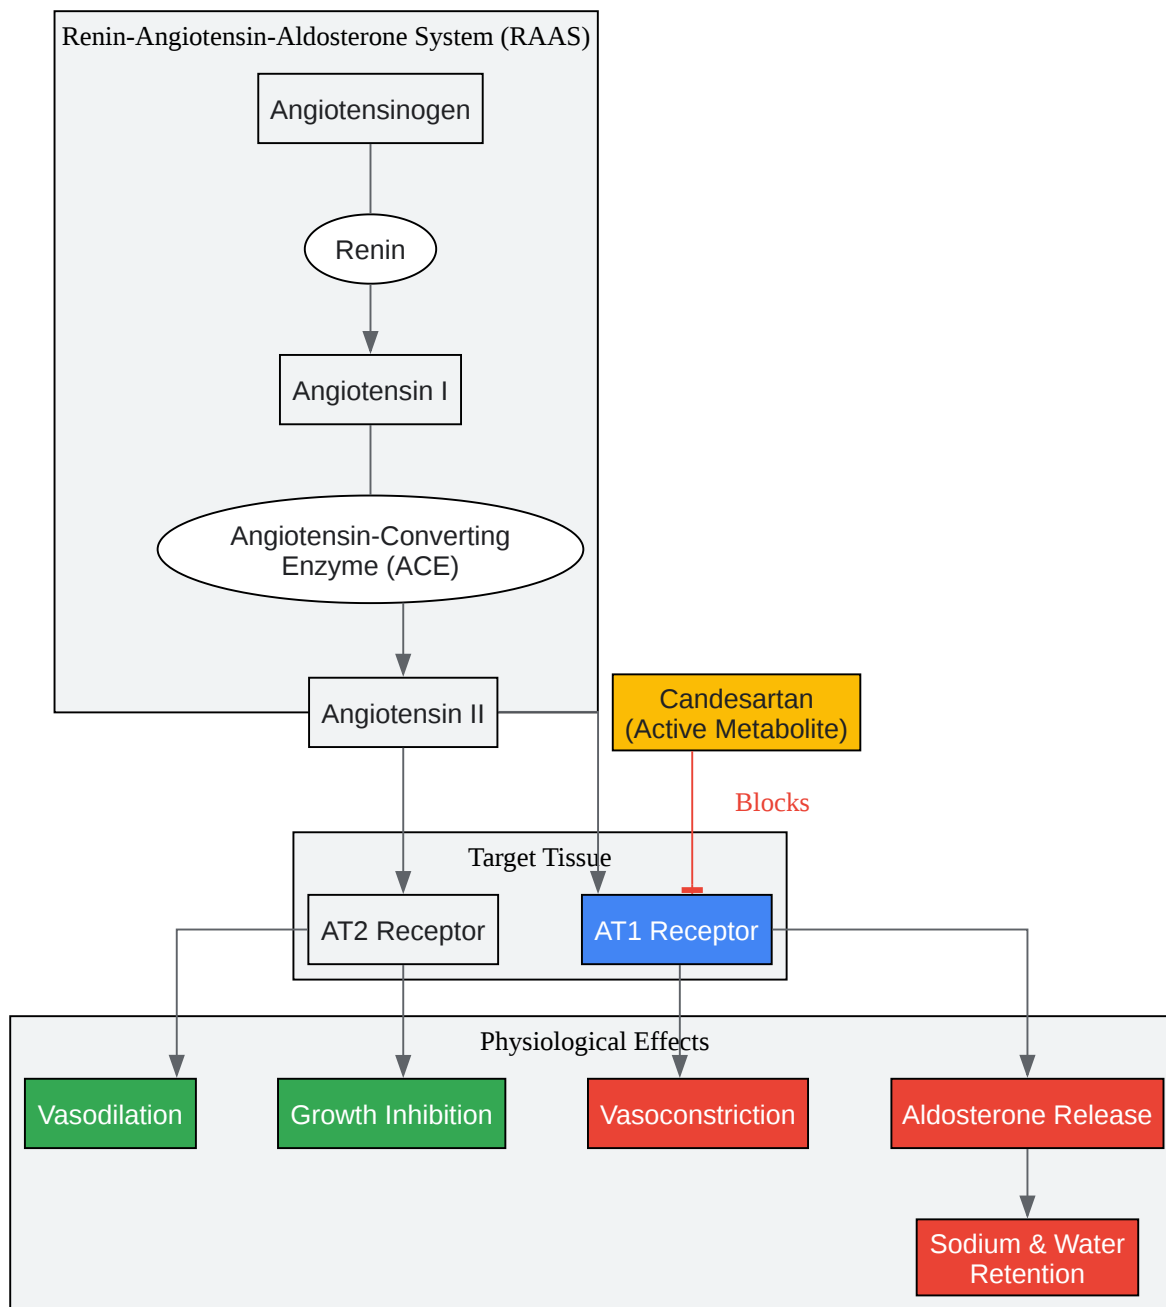 Renin-Angiotensin-Aldosterone System (RAAS)
Angiotensinogen
Renin
Angiotensin I
Angiotensin-Converting
Enzyme (ACE)
Angiotensin II
Candesartan
(Active Metabolite)
Blocks
Target Tissue
AT2 Receptor
AT1 Receptor
Physiological Effects
Vasodilation
Growth Inhibition
Vasoconstriction
Aldosterone Release
Sodium & Water
Retention